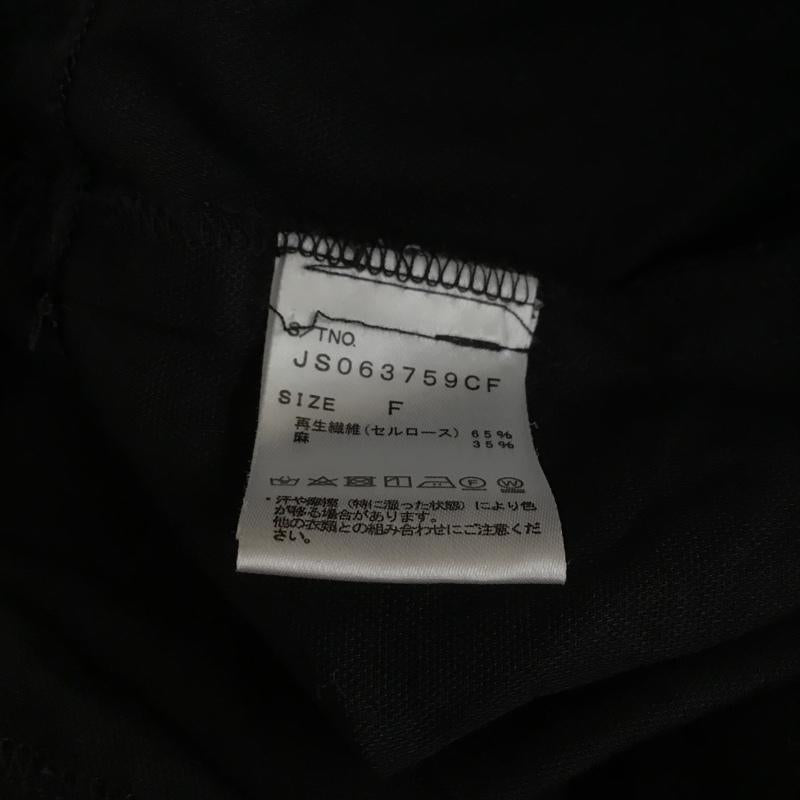 S/TNO.
JS063759CF
SIZE F
再生繊維(セルロース) 65%
麻 35%
F W
・汗や摩擦(特に湿った状態)により色
が移る場合があります。
他の衣類との組み合わせにご注意くだ
さい。